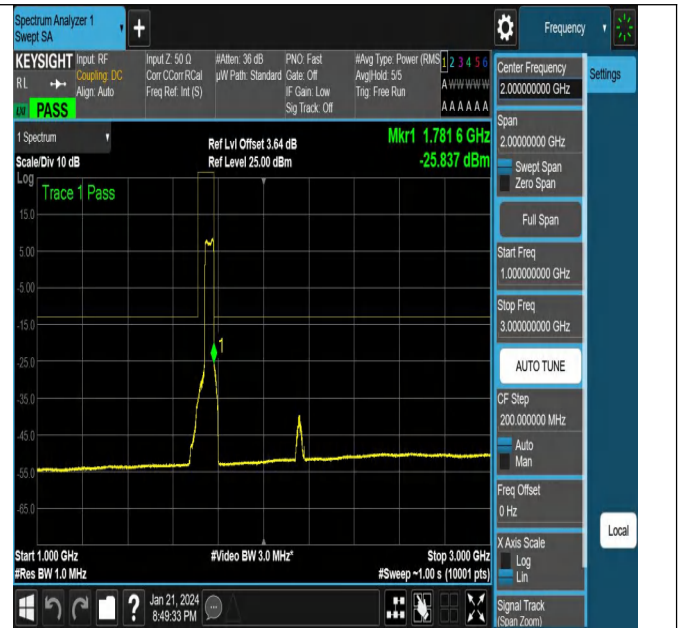 Spectrum Analyzer 1
Swept SA
Frequency
KEYSIGHT
RL
PASS
Input: RF
Coupling: DC
Align: Auto
Input Z: 50 Ω
Corr CCorr RCal
Freq Ref: Int (S)
#Atten: 36 dB
µW Path: Standard
PNO: Fast
Gate: Off
IF Gain: Low
Sig Track: Off
#Avg Type: Power (RMS
Avg|Hold: 5/5
Trig: Free Run
1 2 3 4 5 6
A W W W W W
A A A A A A
1 Spectrum
Scale/Div 10 dB
Ref Lvl Offset 3.64 dB
Ref Level 25.00 dBm
Mkr1 1.781 6 GHz
-25.837 dBm
Log
Trace 1 Pass
15.0
5.00
-5.00
-15.0
-25.0
-35.0
-45.0
-55.0
-65.0
1
Start 1.000 GHz
#Res BW 1.0 MHz
#Video BW 3.0 MHz*
Stop 3.000 GHz
#Sweep ~1.00 s (10001 pts)
Jan 21, 2024
8:49:33 PM
Center Frequency
2.000000000 GHz
Settings
Span
2.00000000 GHz
Swept Span
Zero Span
Full Span
Start Freq
1.000000000 GHz
Stop Freq
3.000000000 GHz
AUTO TUNE
CF Step
200.000000 MHz
Auto
Man
Freq Offset
0 Hz
X Axis Scale
Log
Lin
Local
Signal Track
(Span Zoom)